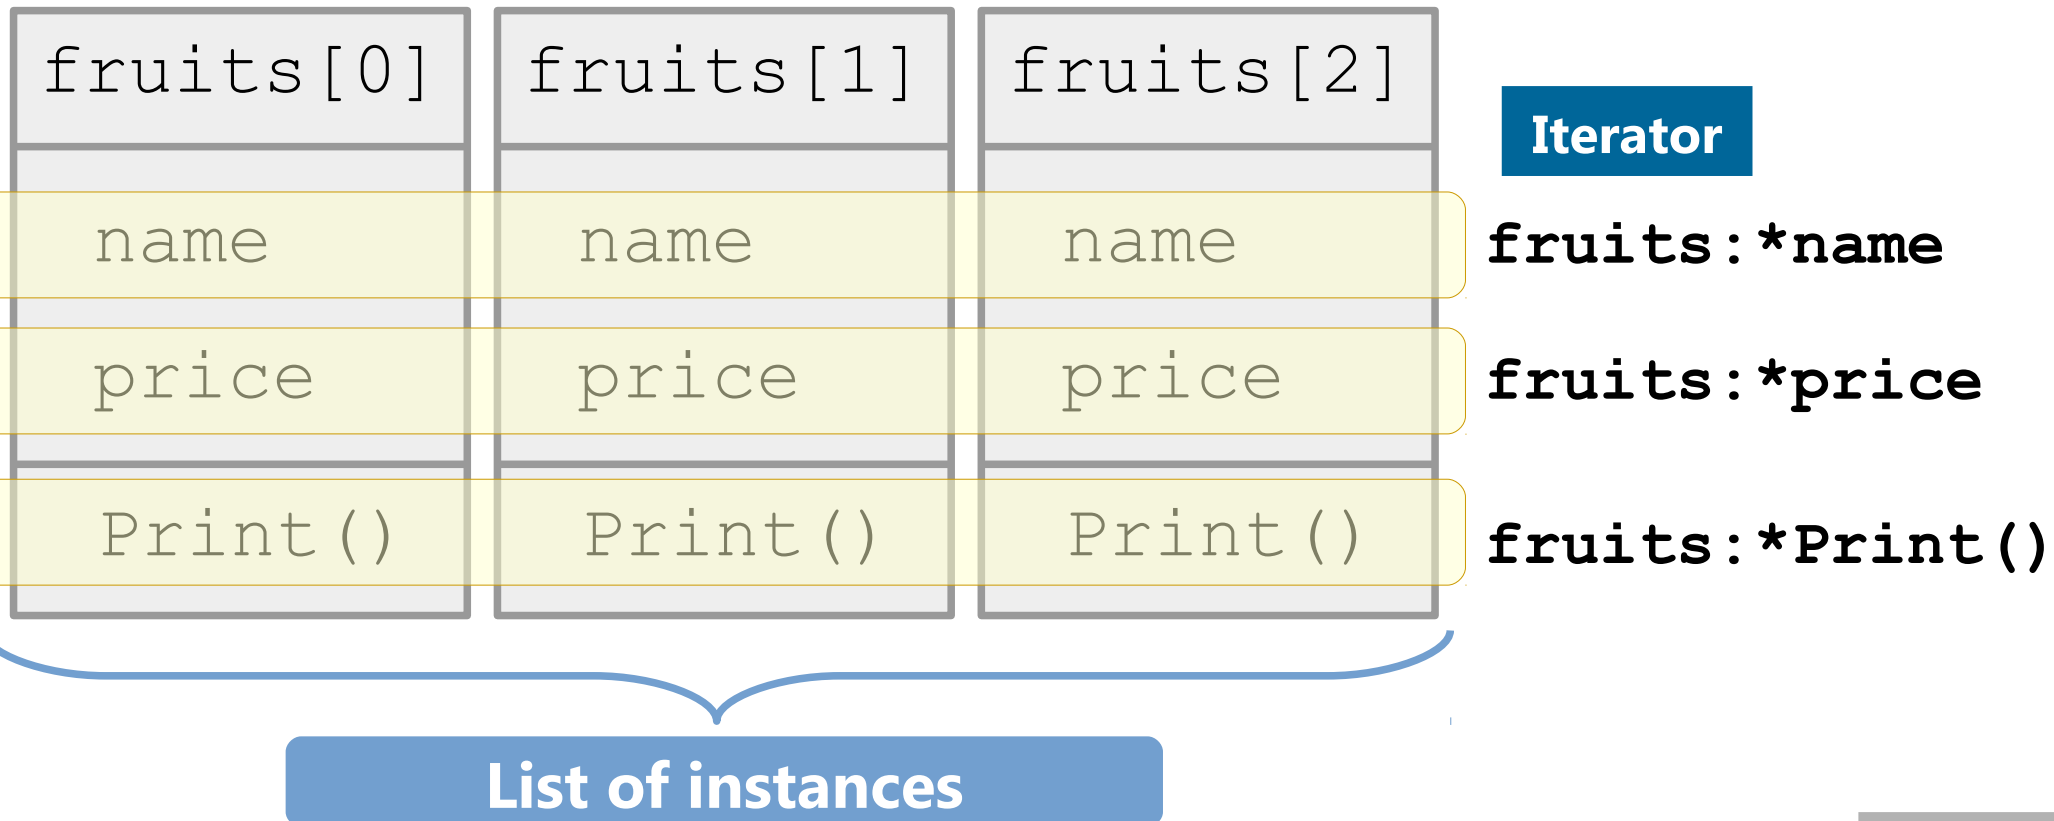 fruits[0] fruits[1] fruits[2]
Iterator
name name name fruits:*name
price price price fruits:*price
Print() Print() Print() fruits:*Print()
List of instances